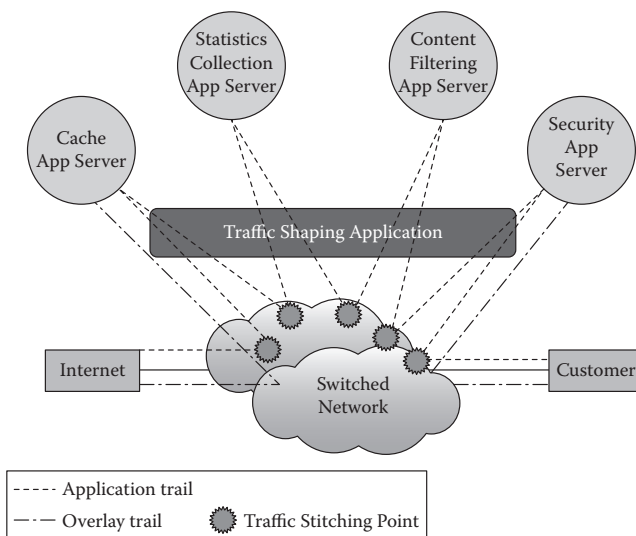 Statistics
Collection
App Server
Content
Filtering
App Server
Cache
App Server
Security
App
Server
Traffic Shaping Application
Internet
Switched
Network
Customer
Application trail
Overlay trail
Traffic Stitching Point